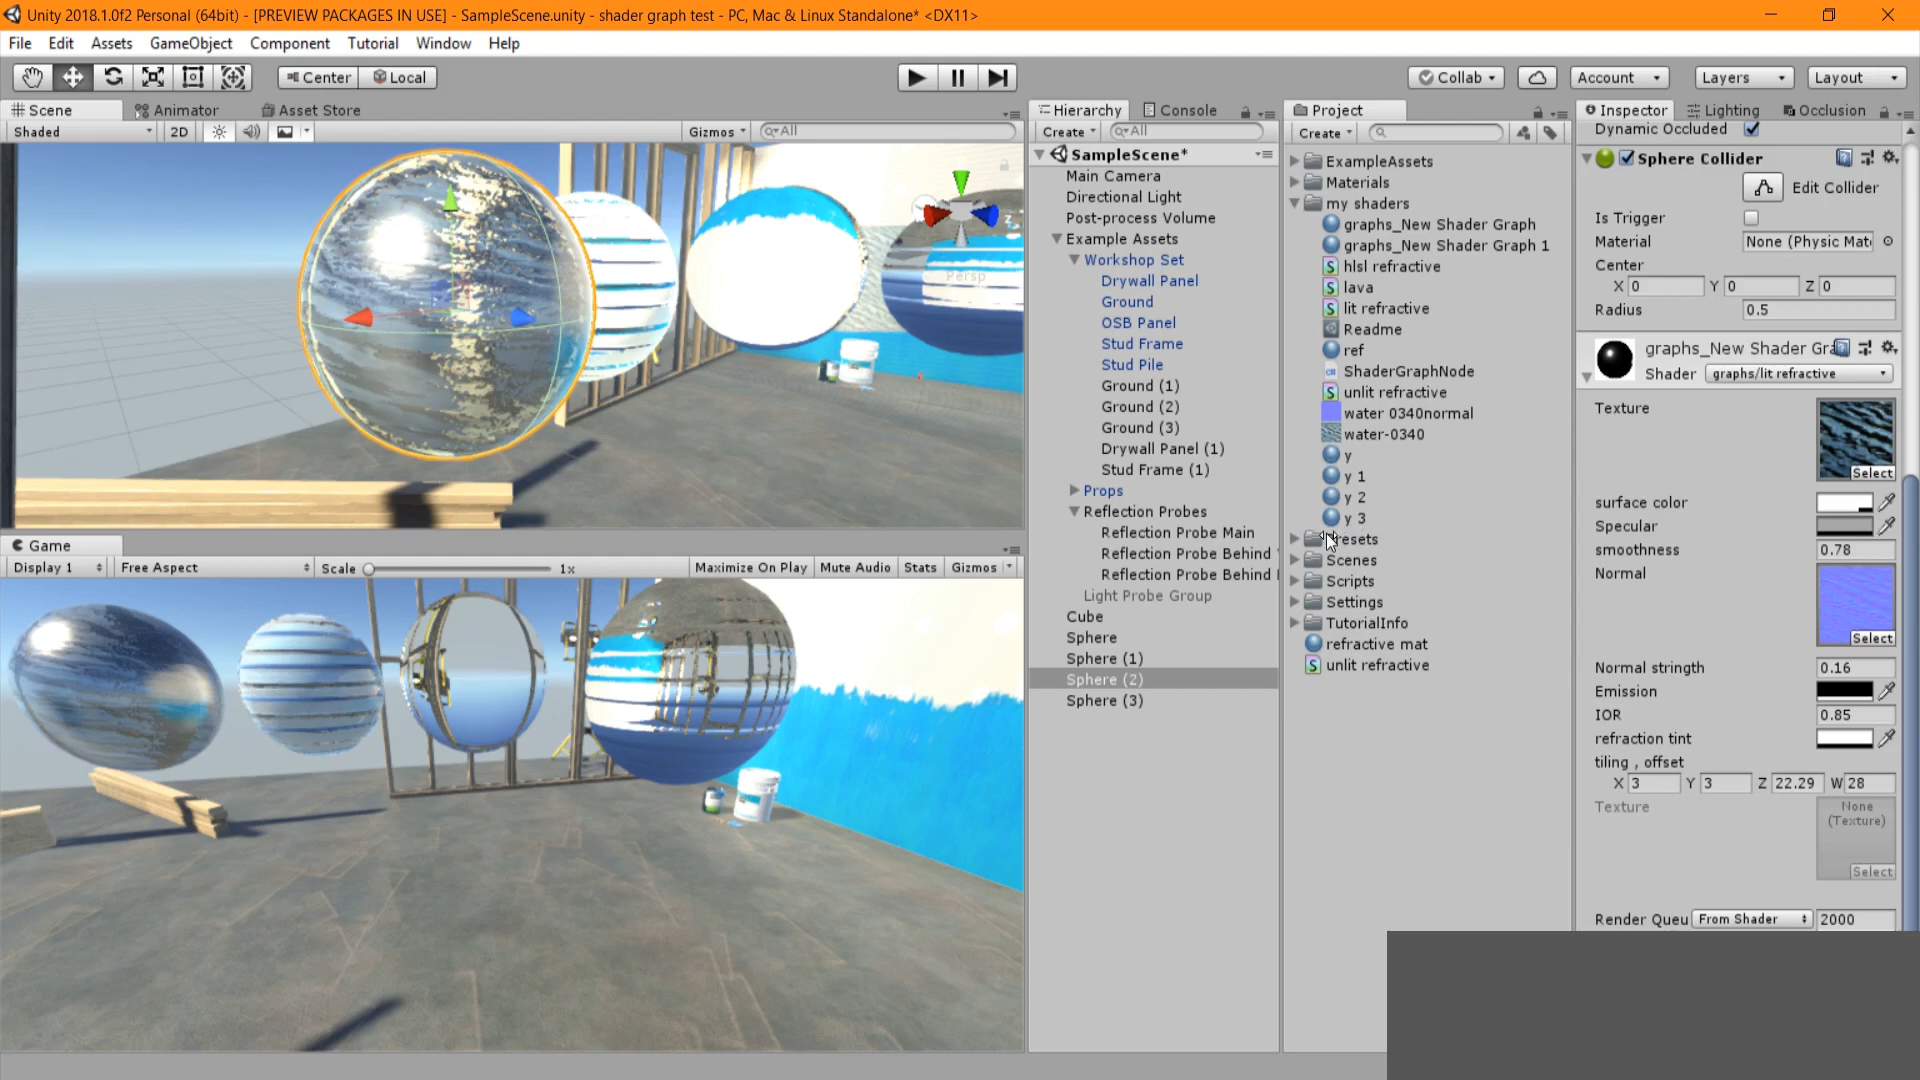 Unity 2018.1.0f2 Personal (64bit) - [PREVIEW PACKAGES IN USE] - SampleScene.unity - shader graph test - PC, Mac & Linux Standalone* <DX11>
File Edit Assets GameObject Component Tutorial Window Help
Center Local Collab Account Layers Layout
Scene Animator Asset Store
Shaded 2D Gizmos All
Persp
z
Game
Display 1 Free Aspect Scale 1x Maximize On Play Mute Audio Stats Gizmos
Hierarchy Console
Create All
SampleScene*
Main Camera
Directional Light
Post-process Volume
Example Assets
Workshop Set
Drywall Panel
Ground
OSB Panel
Stud Frame
Stud Pile
Ground (1)
Ground (2)
Ground (3)
Drywall Panel (1)
Stud Frame (1)
Props
Reflection Probes
Reflection Probe Main
Reflection Probe Behind
Reflection Probe Behind
Light Probe Group
Cube
Sphere
Sphere (1)
Sphere (2)
Sphere (3)
Project
Create
ExampleAssets
Materials
my shaders
graphs_New Shader Graph
graphs_New Shader Graph 1
hlsl refractive
lava
lit refractive
Readme
ref
ShaderGraphNode
unlit refractive
water 0340normal
water-0340
y
y 1
y 2
y 3
resets
Scenes
Scripts
Settings
TutorialInfo
refractive mat
unlit refractive
Inspector Lighting Occlusion
Dynamic Occluded
Sphere Collider
Edit Collider
Is Trigger
Material None (Physic Mat
Center
X 0 Y 0 Z 0
Radius 0.5
graphs_New Shader Gra
Shader graphs/lit refractive
Texture
Select
surface color
Specular
smoothness 0.78
Normal
Select
Normal strength 0.16
Emission
IOR 0.85
refraction tint
tiling , offset
X 3 Y 3 Z 22.29 W 28
Texture None
(Texture)
Select
Render Queu From Shader 2000